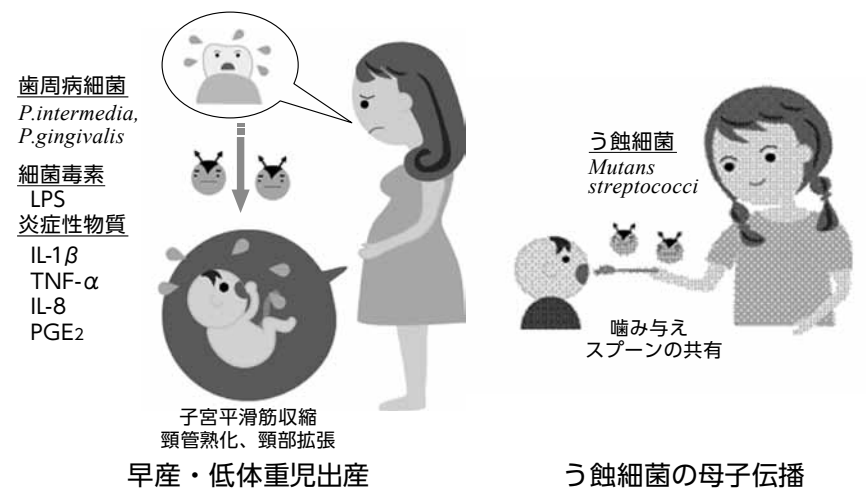 歯周病細菌
P.intermedia,
P.gingivalis
細菌毒素
LPS
炎症性物質
IL-1β
TNF-α
IL-8
PGE2
子宮平滑筋収縮
頸管熟化、頸部拡張
早産・低体重児出産
う蝕細菌
Mutans
streptococci
噛み与え
スプーンの共有
う蝕細菌の母子伝播